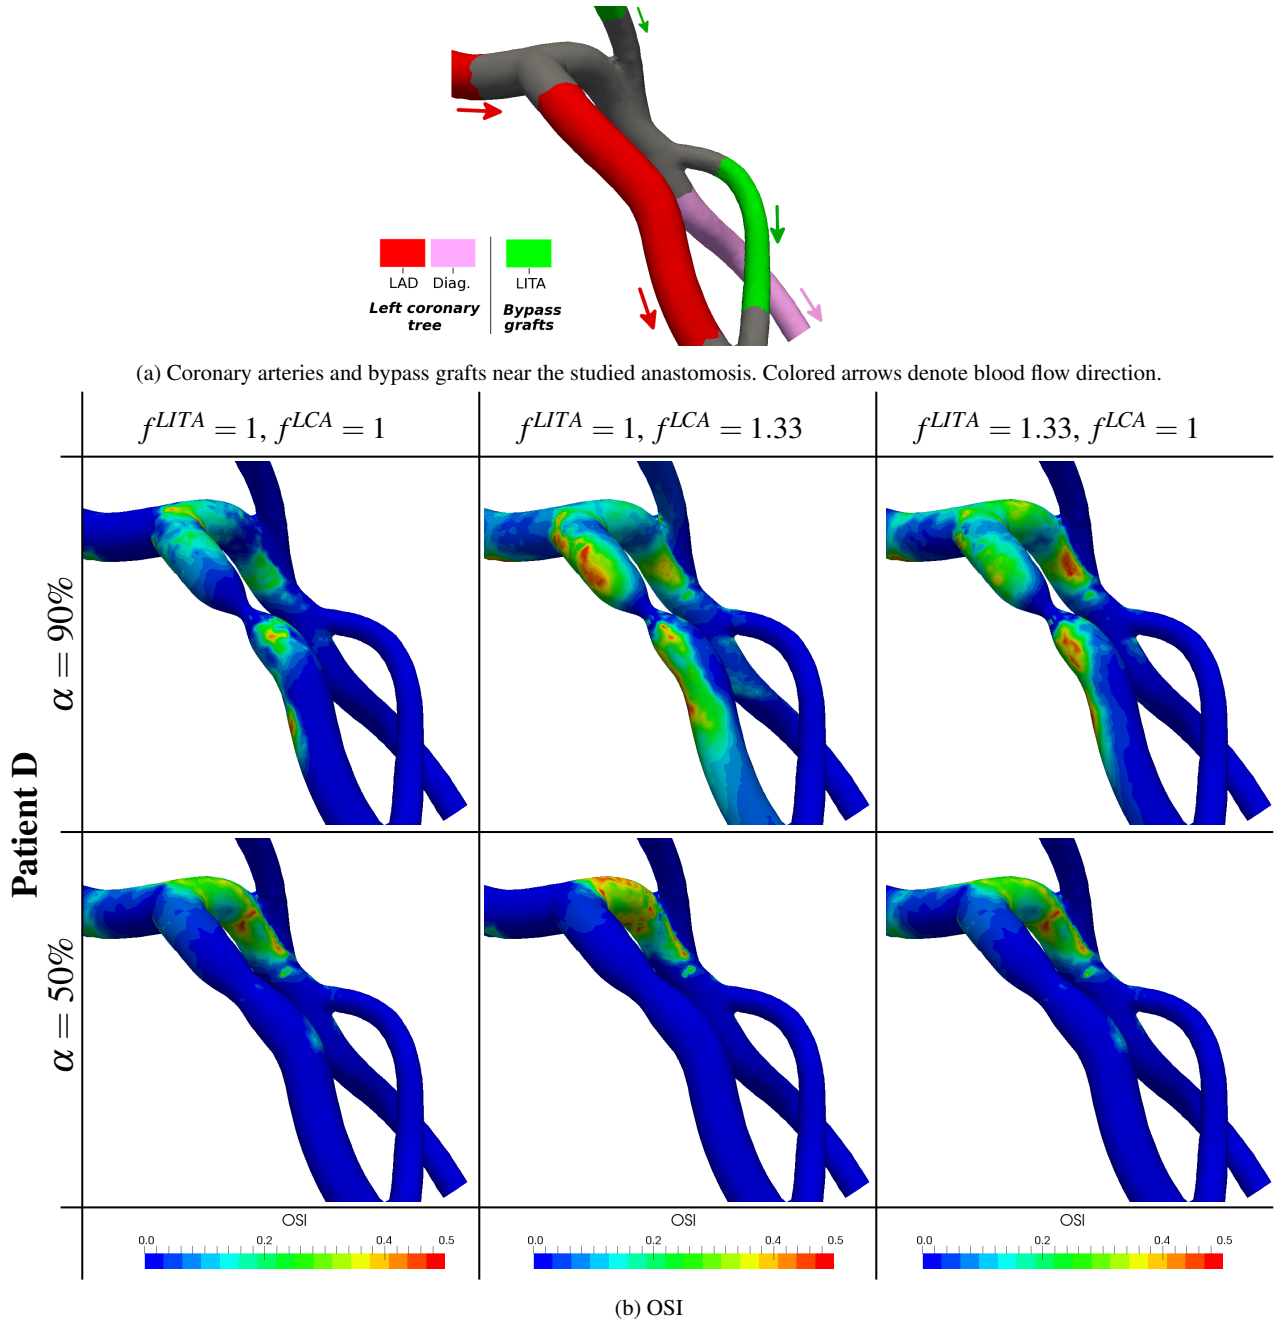 LAD Diag. LITA
Left coronary Bypass
tree grafts
(a) Coronary arteries and bypass grafts near the studied anastomosis. Colored arrows denote blood flow direction.
f^{LITA} = 1, f^{LCA} = 1
f^{LITA} = 1, f^{LCA} = 1.33
f^{LITA} = 1.33, f^{LCA} = 1
Patient D
α = 90%
α = 50%
OSI
0.0 0.2 0.4 0.5
OSI
0.0 0.2 0.4 0.5
OSI
0.0 0.2 0.4 0.5
(b) OSI